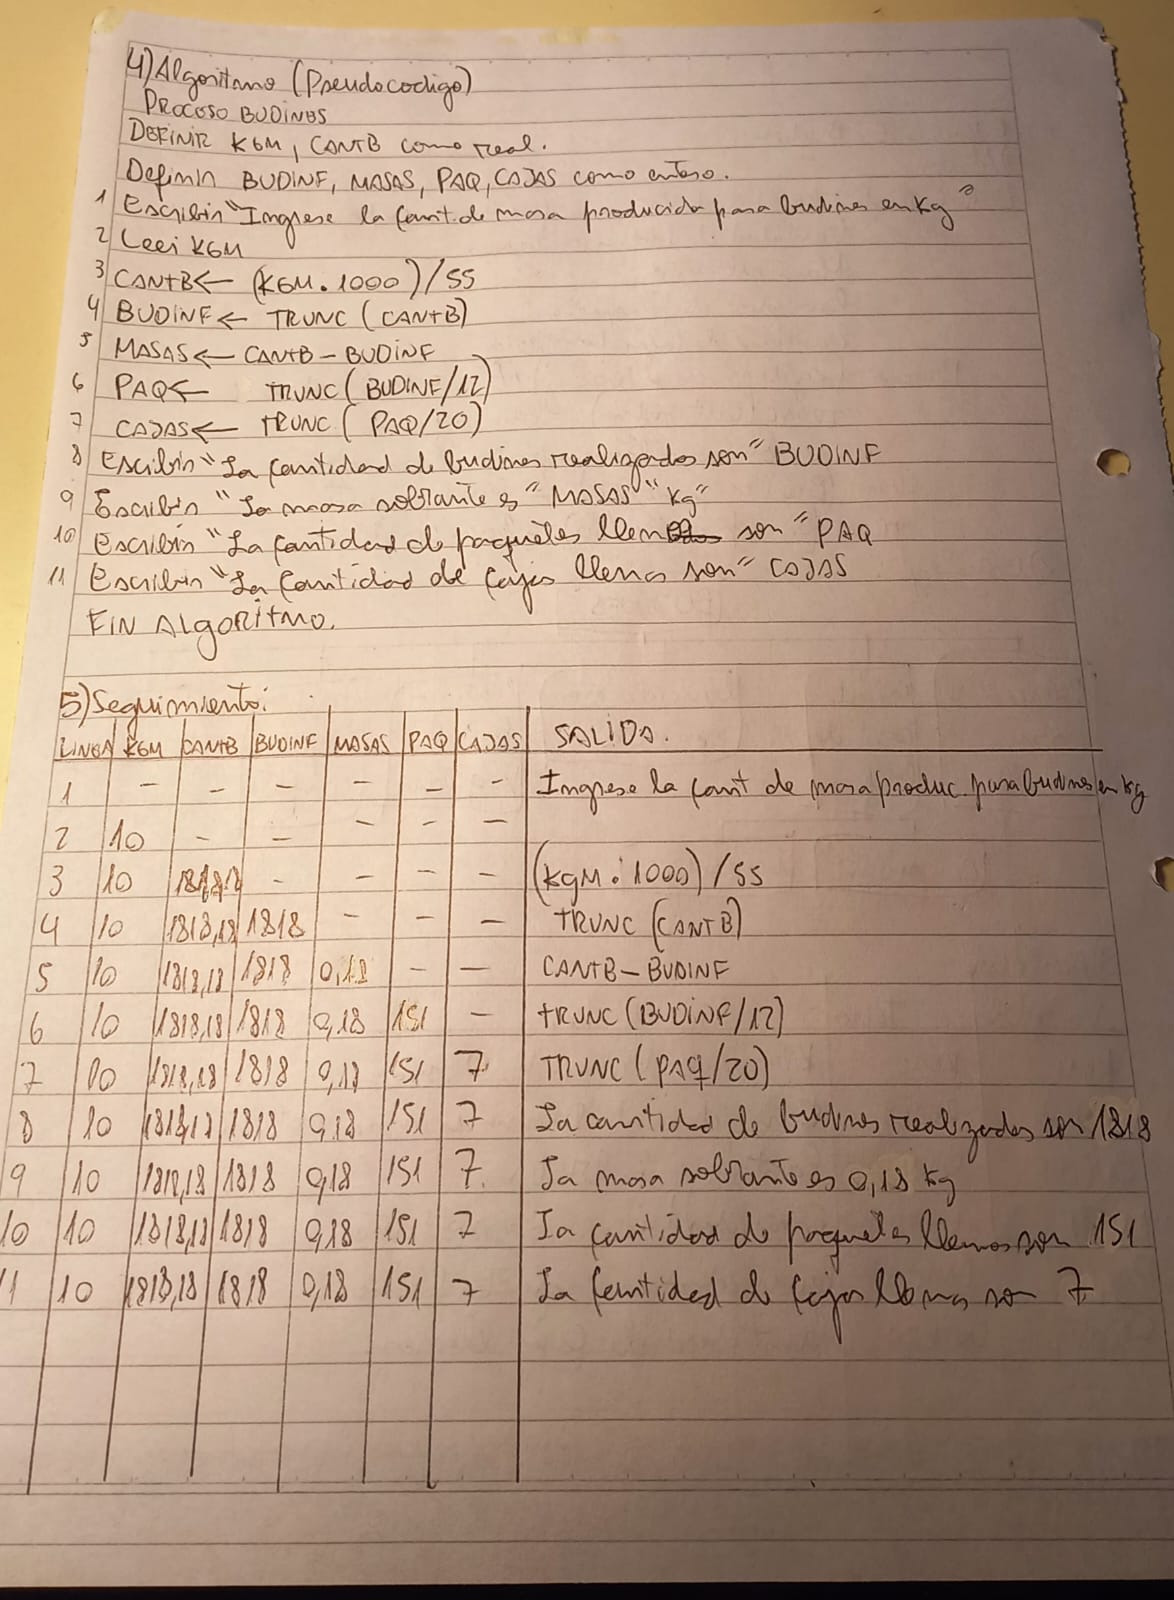 4) Algoritmo (Pseudocodigo)
PROCESO BUDINES
DEFINIR KGM, CANTB como real.
Definir BUDINF, MASAS, PAQ, CAJAS como entero.
1 Escribir "Ingrese la cant. de masa producida para budines en Kg"
2 Leer KGM
3 CANTB ← (KGM . 1000) / 55
4 BUDINF ← TRUNC (CANTB)
5 MASAS ← CANTB - BUDINF
6 PAQ ← TRUNC (BUDINF/12)
7 CAJAS ← TRUNC (PAQ/20)
8 Escribir "La cantidad de budines realizados son" BUDINF
9 Escribir "La masa sobrante es" MASAS "Kg"
10 Escribir "La cantidad de paquetes llenos son" PAQ
11 Escribir "La cantidad de cajas llenas son" CAJAS
FIN ALGORITMO.
5) Seguimiento:
LINEA KGM CANTB BUDINF MASAS PAQ CAJAS SALIDA.
1 - - - - - - Ingrese la cant de masa produc. para budines en kg
2 10 - - - - -
3 10 1818,18 - - - - (KGM . 1000) / 55
4 10 1818,18 1818 - - - TRUNC (CANTB)
5 10 1818,18 1818 0,18 - - CANTB - BUDINF
6 10 1818,18 1818 0,18 151 - TRUNC (BUDINF/12)
7 10 1818,18 1818 0,18 151 7 TRUNC (PAQ/20)
8 10 1818,18 1818 0,18 151 7 La cantidad de budines realizados son 1818
9 10 1818,18 1818 0,18 151 7 La masa sobrante es 0,18 Kg
10 10 1818,18 1818 0,18 151 7 La cantidad de paquetes llenos son 151
11 10 1818,18 1818 0,18 151 7 La cantidad de cajas llenas son 7